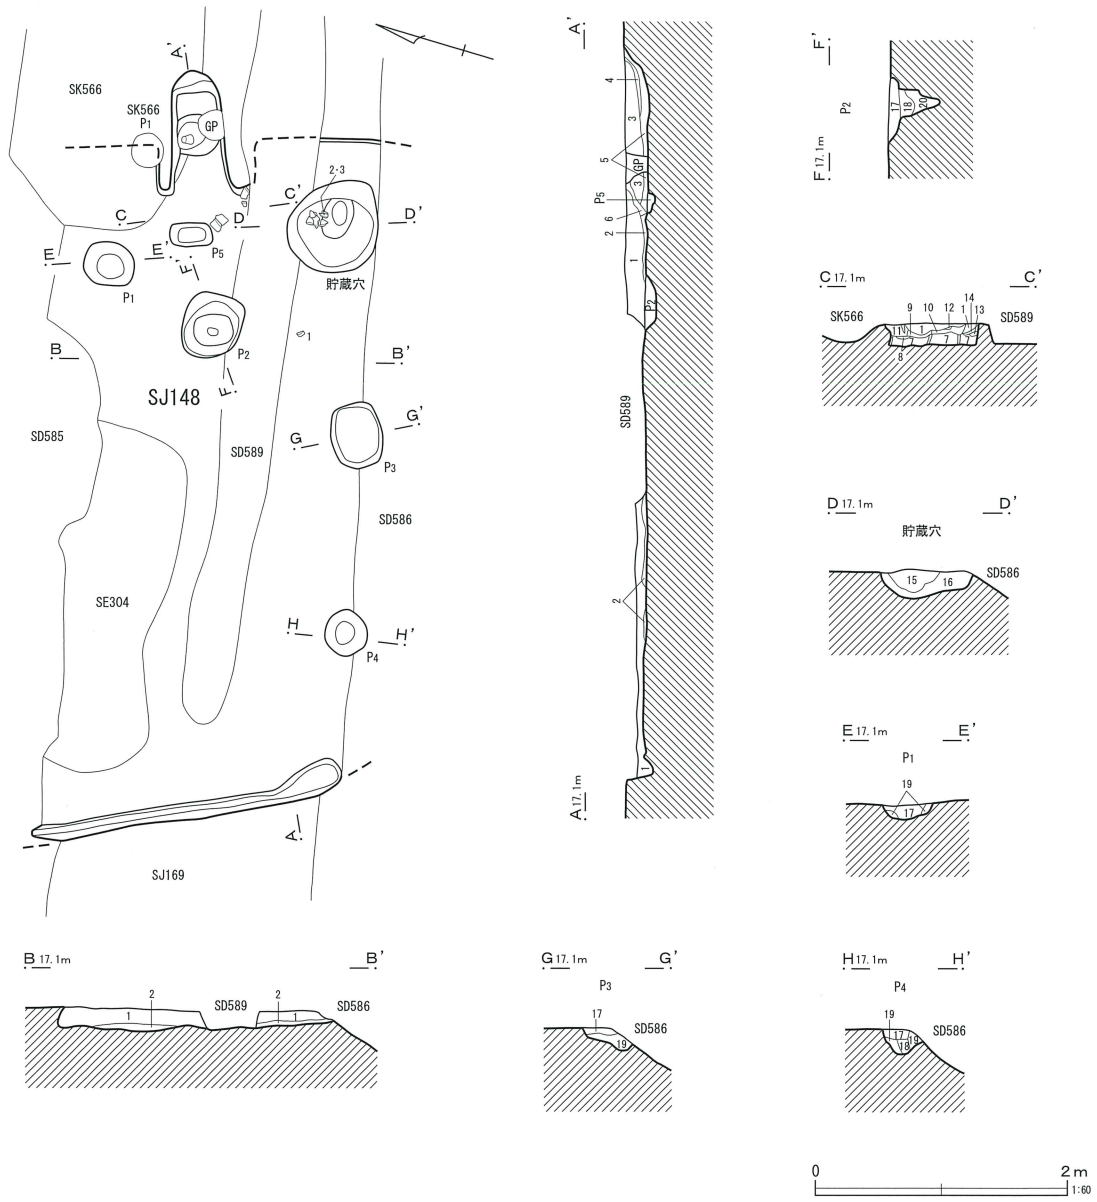 SK566
A'
SK566
P1
GP
2・3
C'
C
D
D'
E
E'
P5
F'
P1
貯蔵穴
P2
1
B
B'
F
SJ148
G'
SD585
G
SD589
P3
SD586
SE304
H
H'
P4
A
SJ169
A'
4
3
5
GP
3
P5
6
2
1
P2
SD589
2
1
A 17.1m
F'
P2
17
18
20
F 17.1m
C 17.1m
C'
SK566
9
10
12
1
14
13
SD589
11
1
8
7
7
D 17.1m
D'
貯蔵穴
15
16
SD586
E 17.1m
E'
P1
19
17
B 17.1m
B'
2
SD589
2
SD586
1
1
G 17.1m
G'
P3
17
SD586
19
H 17.1m
H'
P4
19
SD586
17
18
19
0
2m
1:60